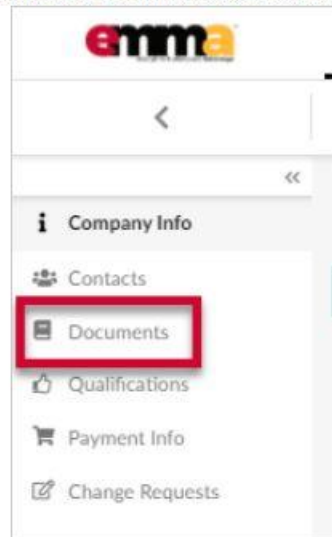 emma
<
«
i Company Info
Contacts
Documents
Qualifications
Payment Info
Change Requests